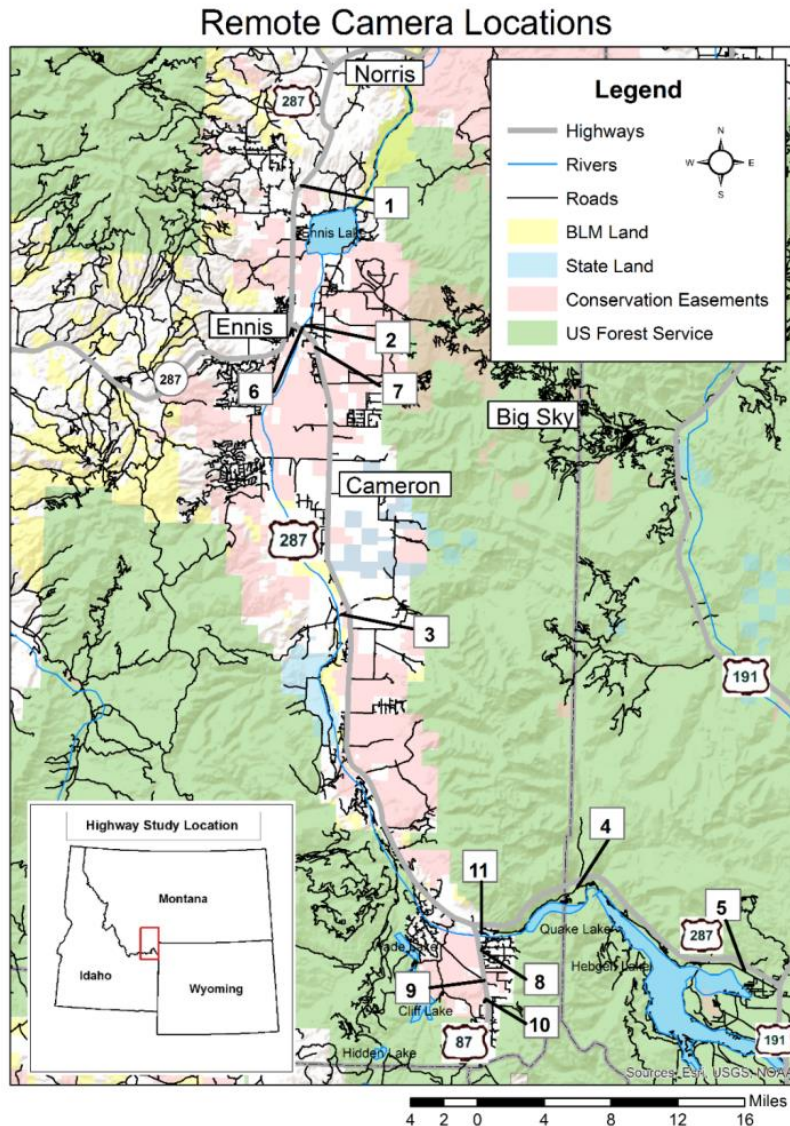 Remote Camera Locations
Norris
287
Legend
Highways
Rivers
Roads
BLM Land
State Land
Conservation Easements
US Forest Service
N
W E
S
1
Ennis Lake
Ennis
2
287
6
7
Big Sky
Cameron
287
3
191
Highway Study Location
Montana
Idaho
Wyoming
4
11
5
Quake Lake
287
Wade Lake
Hebgen Lake
9
8
Cliff Lake
10
87
191
Hidden Lake
Sources: Esri, USGS, NOAA
4 2 0 4 8 12 16 Miles